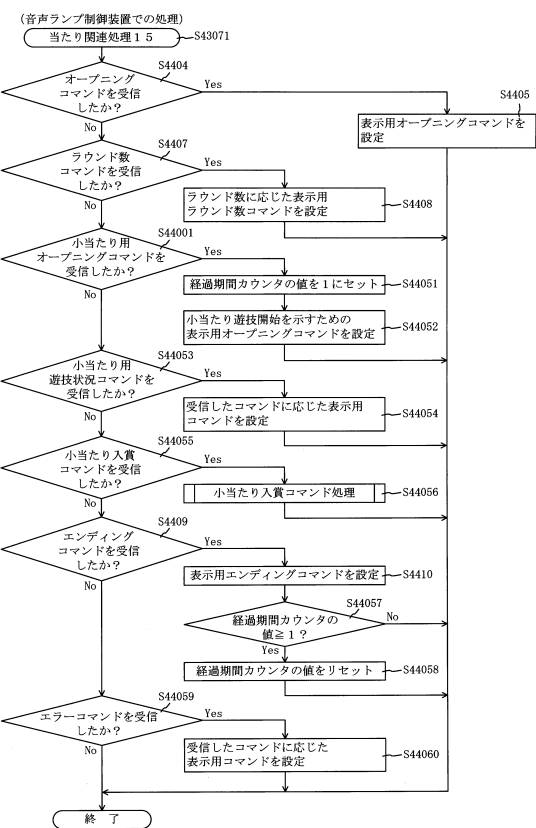 (音声ランプ制御装置での処理)
当たり関連処理15
S43071
S4404
オープニング
コマンドを受信
したか?
Yes
No
S4405
表示用オープニングコマンドを
設定
S4407
ラウンド数
コマンドを受信
したか?
Yes
No
ラウンド数に応じた表示用
ラウンド数コマンドを設定
S4408
S44001
小当たり用
オープニングコマンドを
受信したか?
Yes
No
経過期間カウンタの値を1にセット
S44051
小当たり遊技開始を示すための
表示用オープニングコマンドを設定
S44052
S44053
小当たり用
遊技状況コマンドを
受信したか?
Yes
No
受信したコマンドに応じた表示用
コマンドを設定
S44054
S44055
小当たり入賞
コマンドを受信
したか?
Yes
No
小当たり入賞コマンド処理
S44056
S4409
エンディング
コマンドを受信
したか?
Yes
No
表示用エンディングコマンドを設定
S4410
S44057
経過期間カウンタの
値≧1?
No
Yes
経過期間カウンタの値をリセット
S44058
S44059
エラーコマンドを受信
したか?
Yes
No
受信したコマンドに応じた
表示用コマンドを設定
S44060
終 了